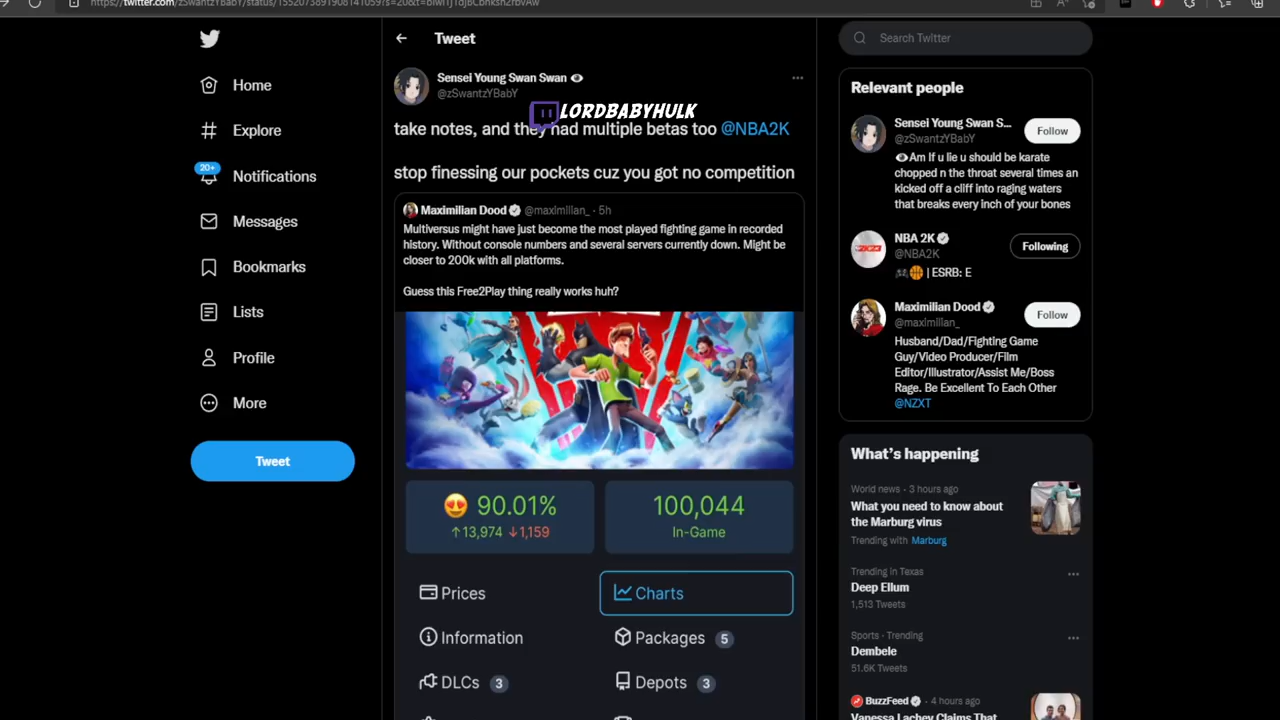 Home
Explore
20+
Notifications
Messages
Bookmarks
Lists
Profile
More
Tweet
Tweet
Sensei Young Swan Swan
@zSwantzYBabY
LORDBABYHULK
take notes, and they had multiple betas too @NBA2K
stop finessing our pockets cuz you got no competition
Maximilian Dood @maximilian_ · 5h
Multiversus might have just become the most played fighting game in recorded
history. Without console numbers and several servers currently down. Might be
closer to 200k with all platforms.
Guess this Free2Play thing really works huh?
90.01%
↑13,974 ↓1,159
100,044
In-Game
Prices
Charts
Information
Packages 5
DLCs 3
Depots 3
Search Twitter
Relevant people
Sensei Young Swan S...
@zSwantzYBabY
Follow
Am If u lie u should be karate
chopped n the throat several times an
kicked off a cliff into raging waters
that breaks every inch of your bones
NBA 2K
@NBA2K
Following
| ESRB: E
Maximilian Dood
@maximilian_
Follow
Husband/Dad/Fighting Game
Guy/Video Producer/Film
Editor/Illustrator/Assist Me/Boss
Rage. Be Excellent To Each Other
@NZXT
What's happening
World news · 3 hours ago
What you need to know about
the Marburg virus
Trending with Marburg
Trending in Texas
Deep Ellum
1,513 Tweets
Sports · Trending
Dembele
51.6K Tweets
BuzzFeed · 4 hours ago
Vanessa Lachey Claims That